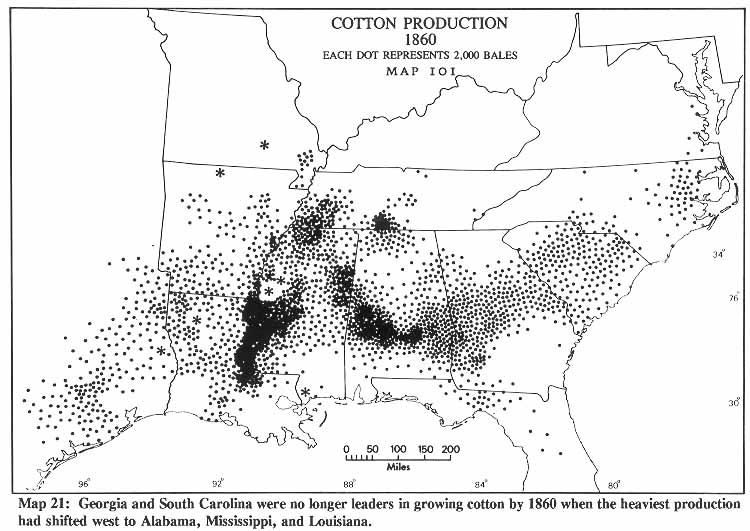 COTTON PRODUCTION
1860
EACH DOT REPRESENTS 2,000 BALES
MAP 101
34°
76°
30°
0 50 100 150 200
Miles
96°
92°
88°
84°
80°
Map 21: Georgia and South Carolina were no longer leaders in growing cotton by 1860 when the heaviest production
had shifted west to Alabama, Mississippi, and Louisiana.